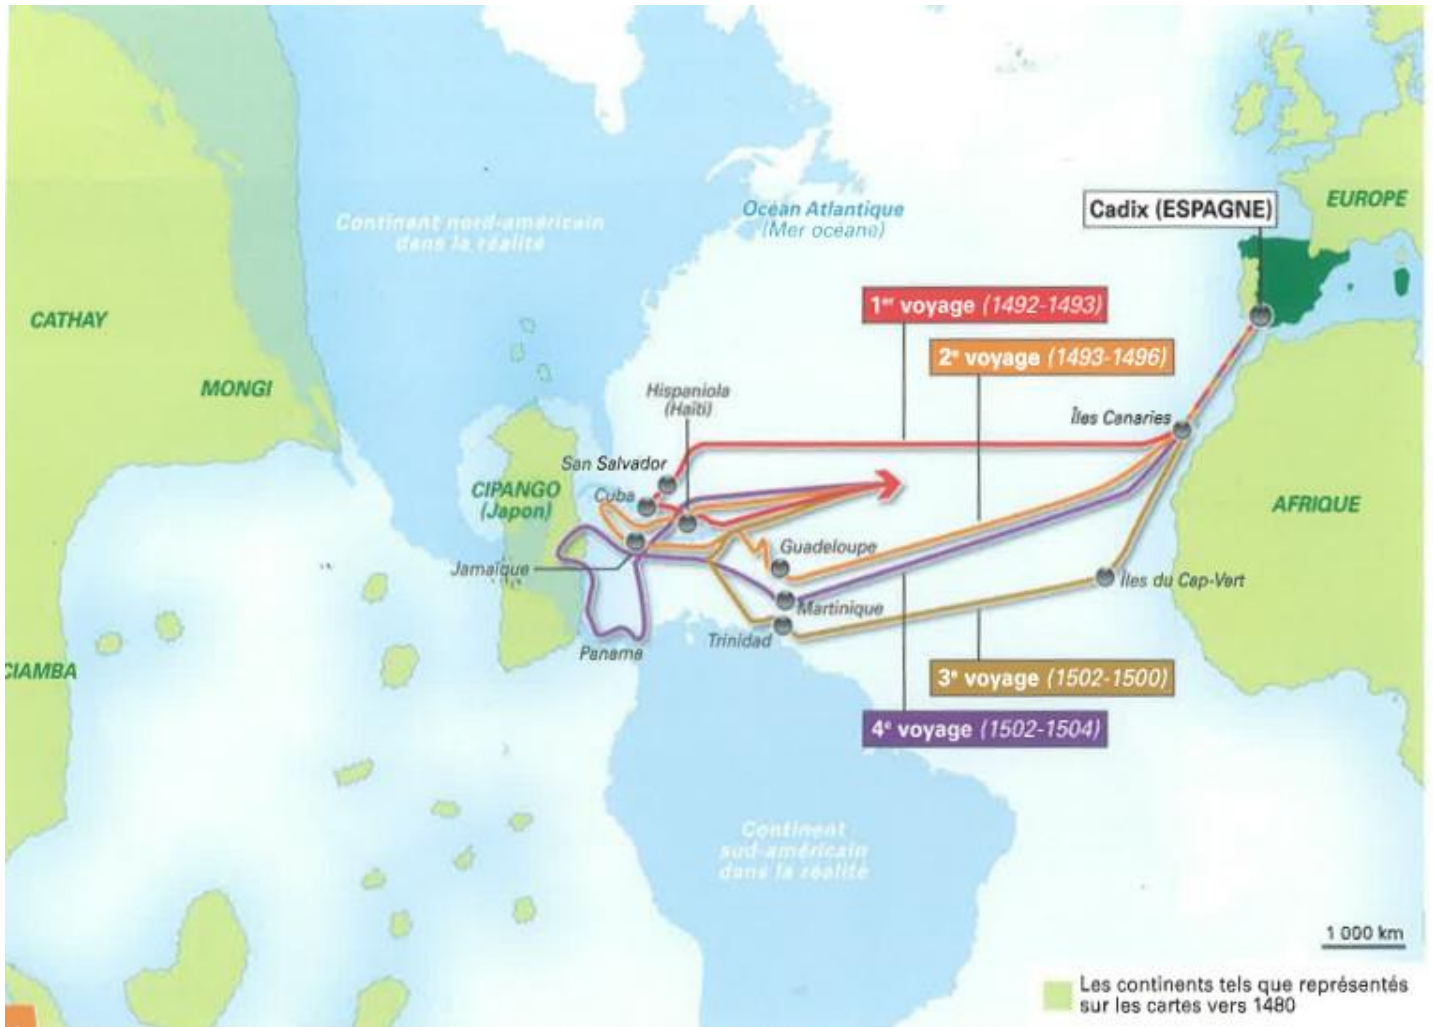 Continent nord-américain
dans la réalité
Océan Atlantique
(Mer océane)
Cadix (ESPAGNE)
EUROPE
CATHAY
MONGI
1er voyage (1492-1493)
2e voyage (1493-1496)
Hispaniola
(Haïti)
Îles Canaries
San Salvador
Cuba
CIPANGO
(Japon)
AFRIQUE
Jamaïque
Guadeloupe
Îles du Cap-Vert
Martinique
Trinidad
Panama
CIAMBA
3e voyage (1502-1500)
4e voyage (1502-1504)
Continent
sud-américain
dans la réalité
1 000 km
Les continents tels que représentés
sur les cartes vers 1480